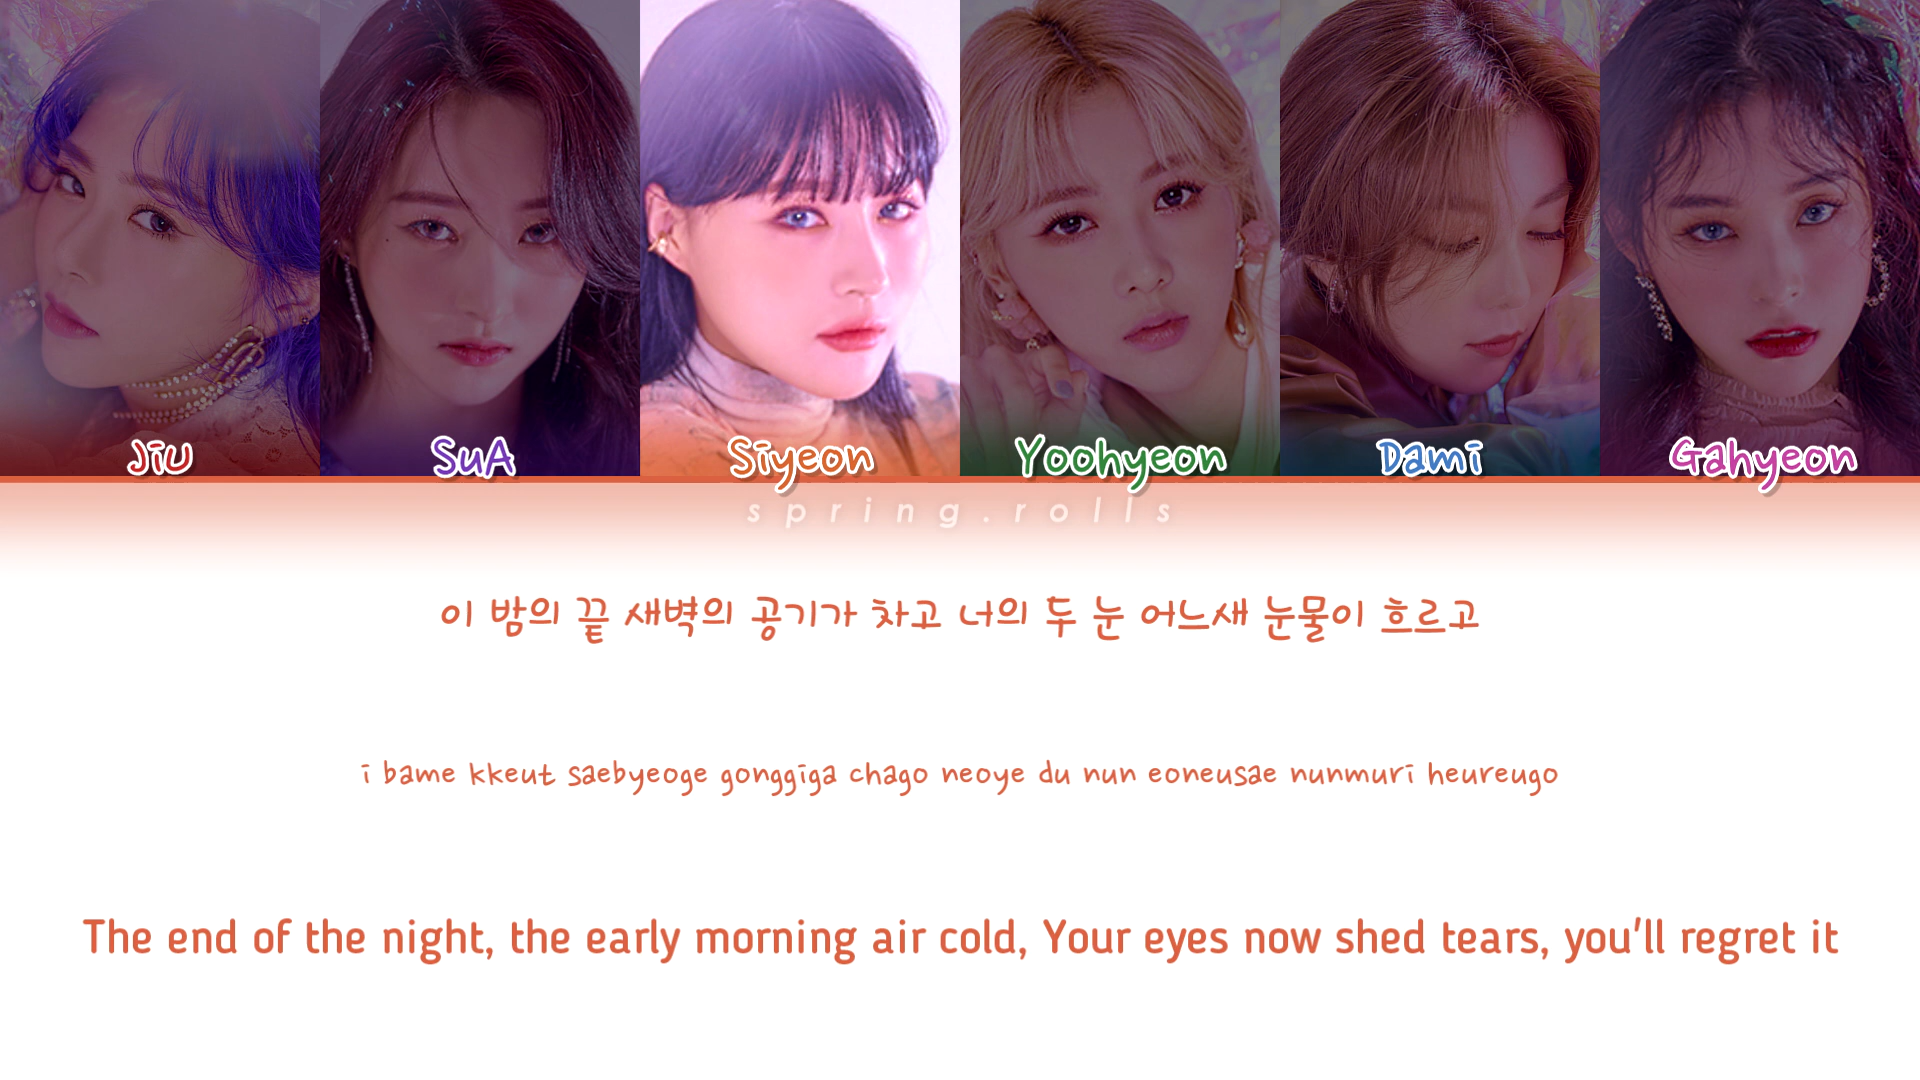 Jiu SuA Siyeon Yoohyeon Dami Gahyeon
spring.rolls
이 밤의 끝 새벽의 공기가 차고 너의 두 눈 어느새 눈물이 흐르고
i bame kkeut saebyeoge gonggiga chago neoye du nun eoneusae nunmuri heureugo
The end of the night, the early morning air cold, Your eyes now shed tears, you'll regret it